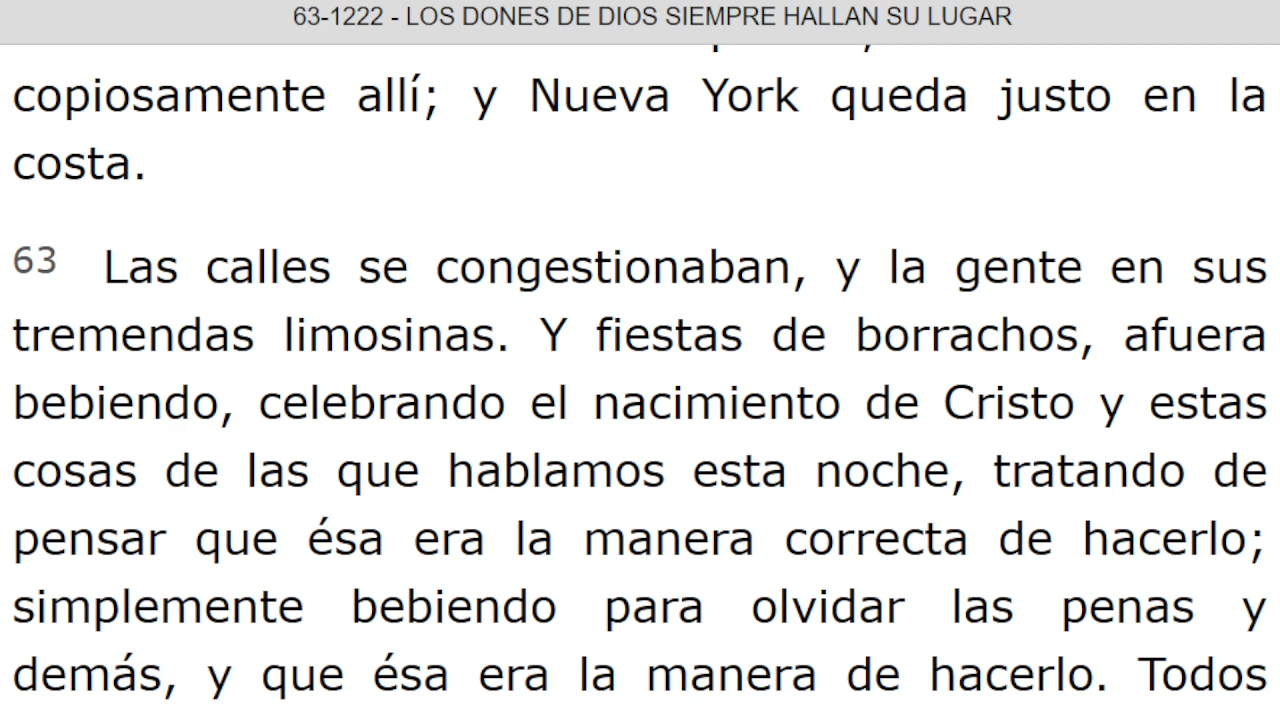 63-1222 - LOS DONES DE DIOS SIEMPRE HALLAN SU LUGAR
copiosamente allí; y Nueva York queda justo en la
costa.
63 Las calles se congestionaban, y la gente en sus
tremendas limosinas. Y fiestas de borrachos, afuera
bebiendo, celebrando el nacimiento de Cristo y estas
cosas de las que hablamos esta noche, tratando de
pensar que ésa era la manera correcta de hacerlo;
simplemente bebiendo para olvidar las penas y
demás, y que ésa era la manera de hacerlo. Todos